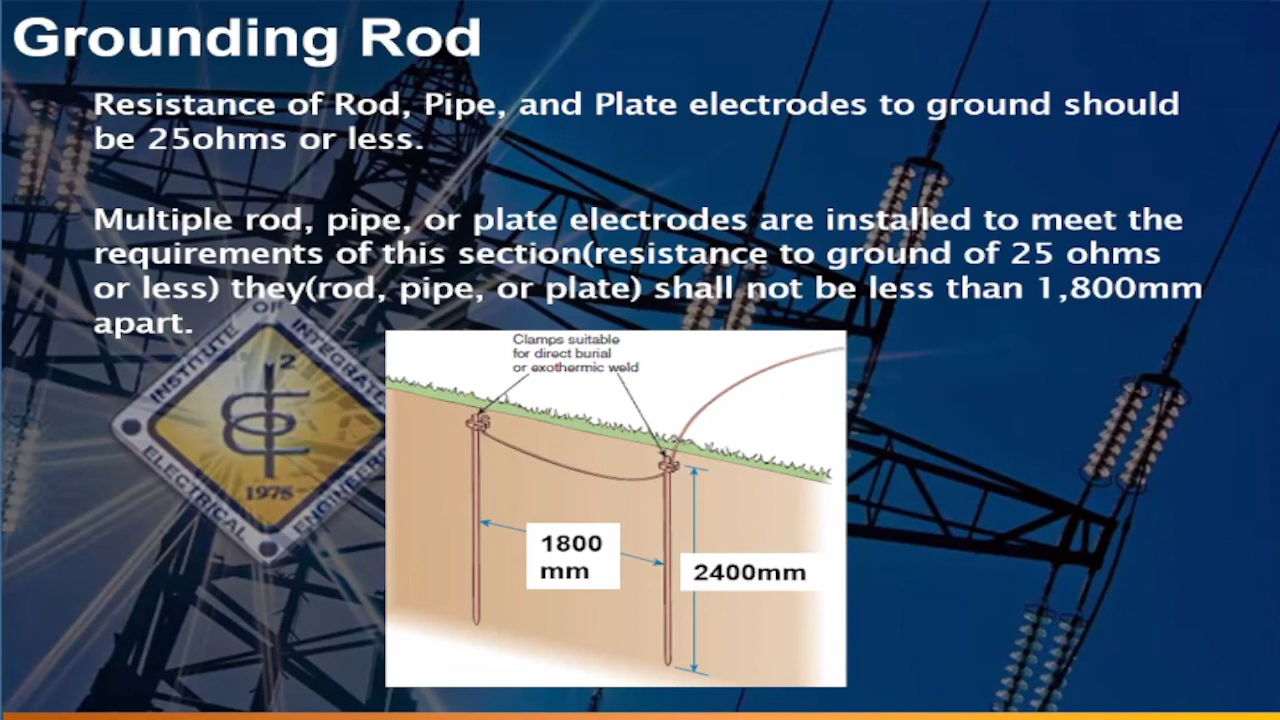 Grounding Rod
Resistance of Rod, Pipe, and Plate electrodes to ground should
be 25ohms or less.
Multiple rod, pipe, or plate electrodes are installed to meet the
requirements of this section(resistance to ground of 25 ohms
or less) they(rod, pipe, or plate) shall not be less than 1,800mm
apart.
Clamps suitable
for direct burial
or exothermic weld
1800
mm
2400mm
INSTITUTE OF INTEGRATED
ELECTRICAL ENGINEERS
2
1975